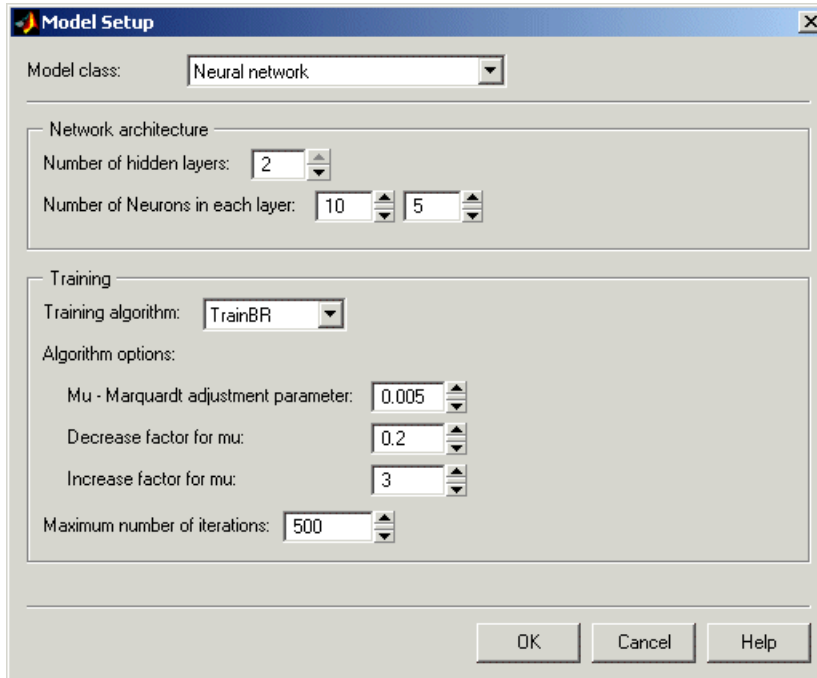 Model Setup
Model class: Neural network
Network architecture
Number of hidden layers: 2
Number of Neurons in each layer: 10 5
Training
Training algorithm: TrainBR
Algorithm options:
Mu - Marquardt adjustment parameter: 0.005
Decrease factor for mu: 0.2
Increase factor for mu: 3
Maximum number of iterations: 500
OK Cancel Help